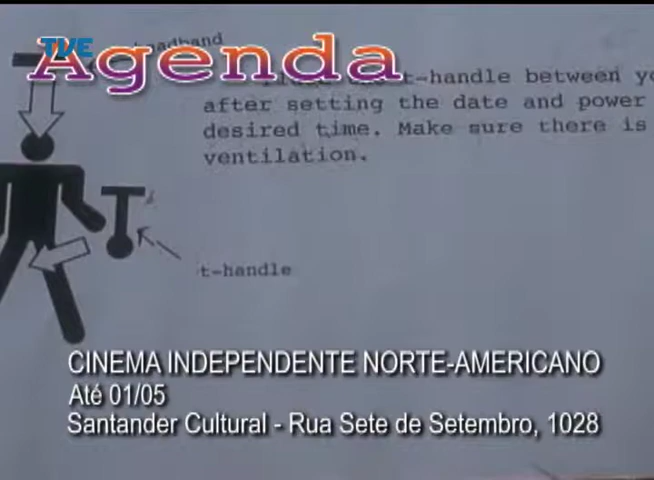 TVE
Agenda
t-handle between
after setting the date and power
desired time. Make sure there is
ventilation.
t-handle
CINEMA INDEPENDENTE NORTE-AMERICANO
Até 01/05
Santander Cultural - Rua Sete de Setembro, 1028